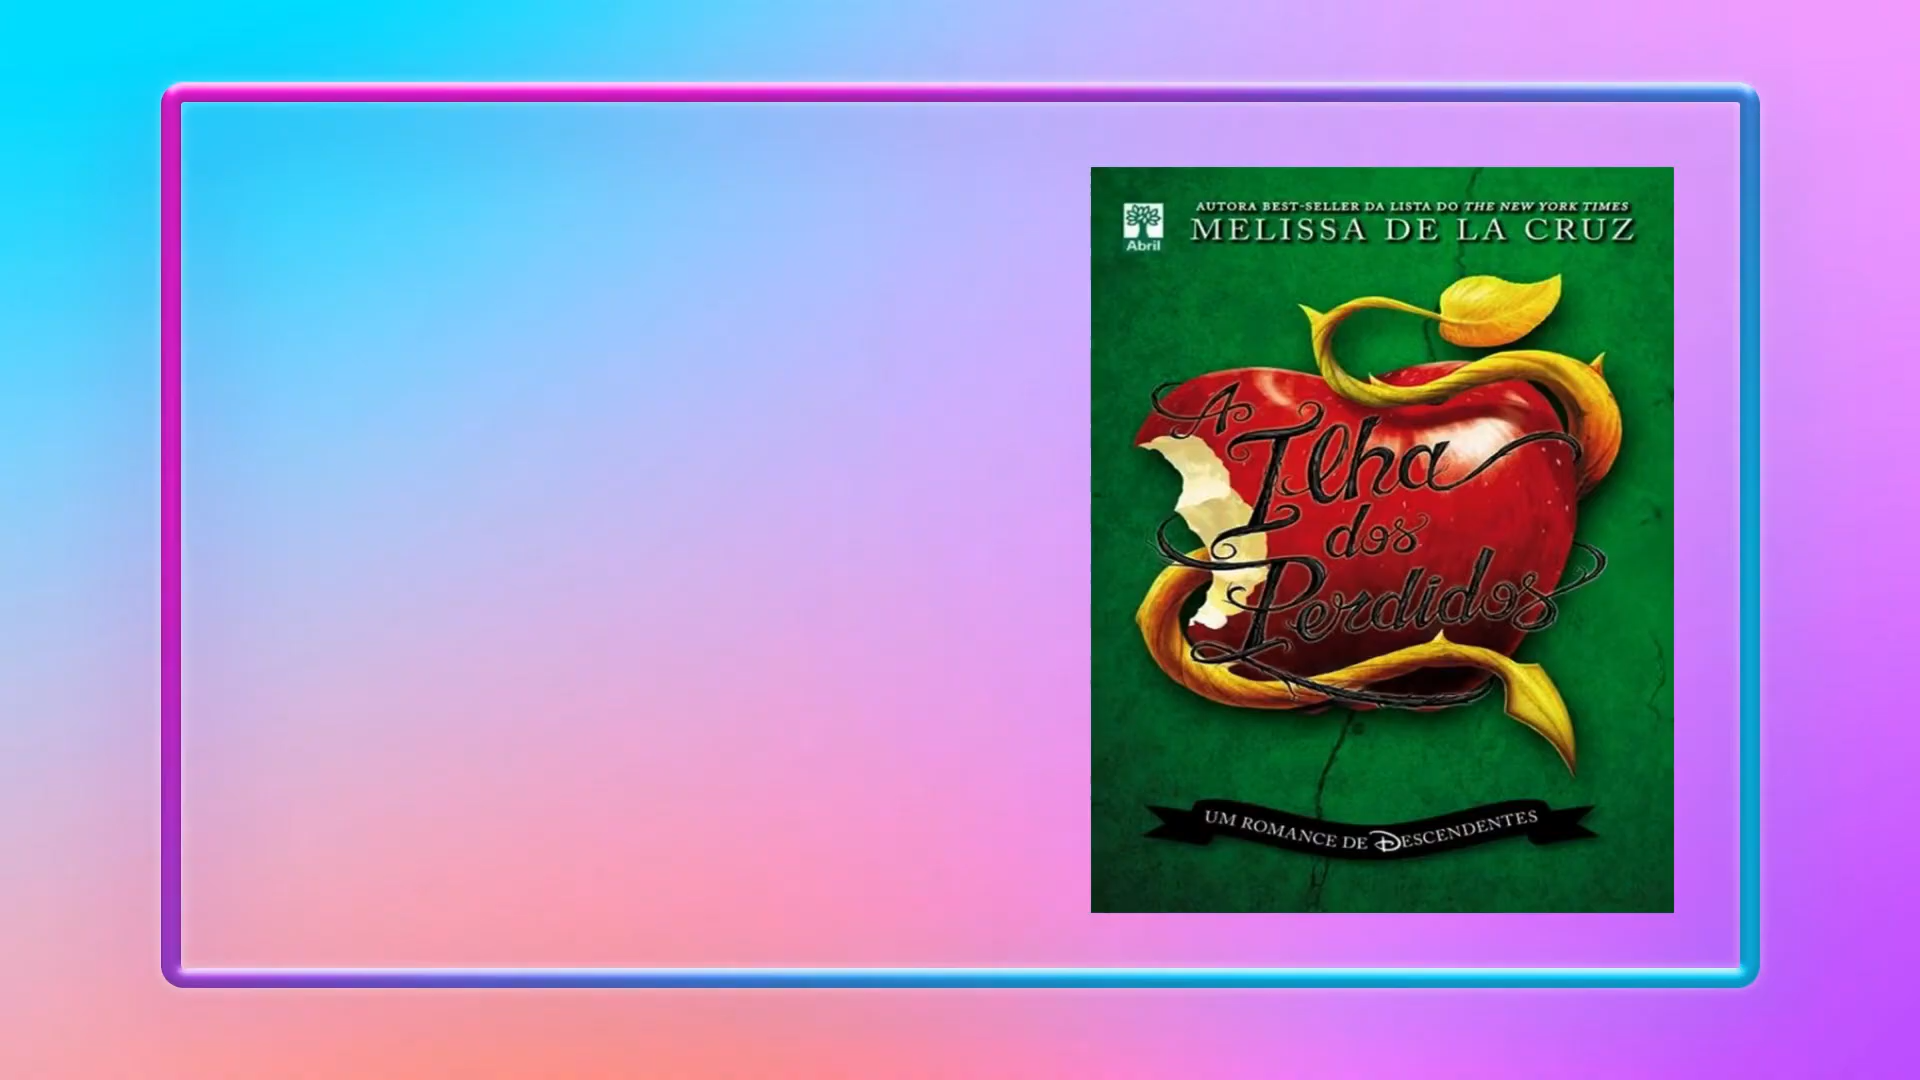 AUTORA BEST-SELLER DA LISTA DO THE NEW YORK TIMES
MELISSA DE LA CRUZ
Abril
A
Ilha
dos
Perdidos
UM ROMANCE DE DESCENDENTES